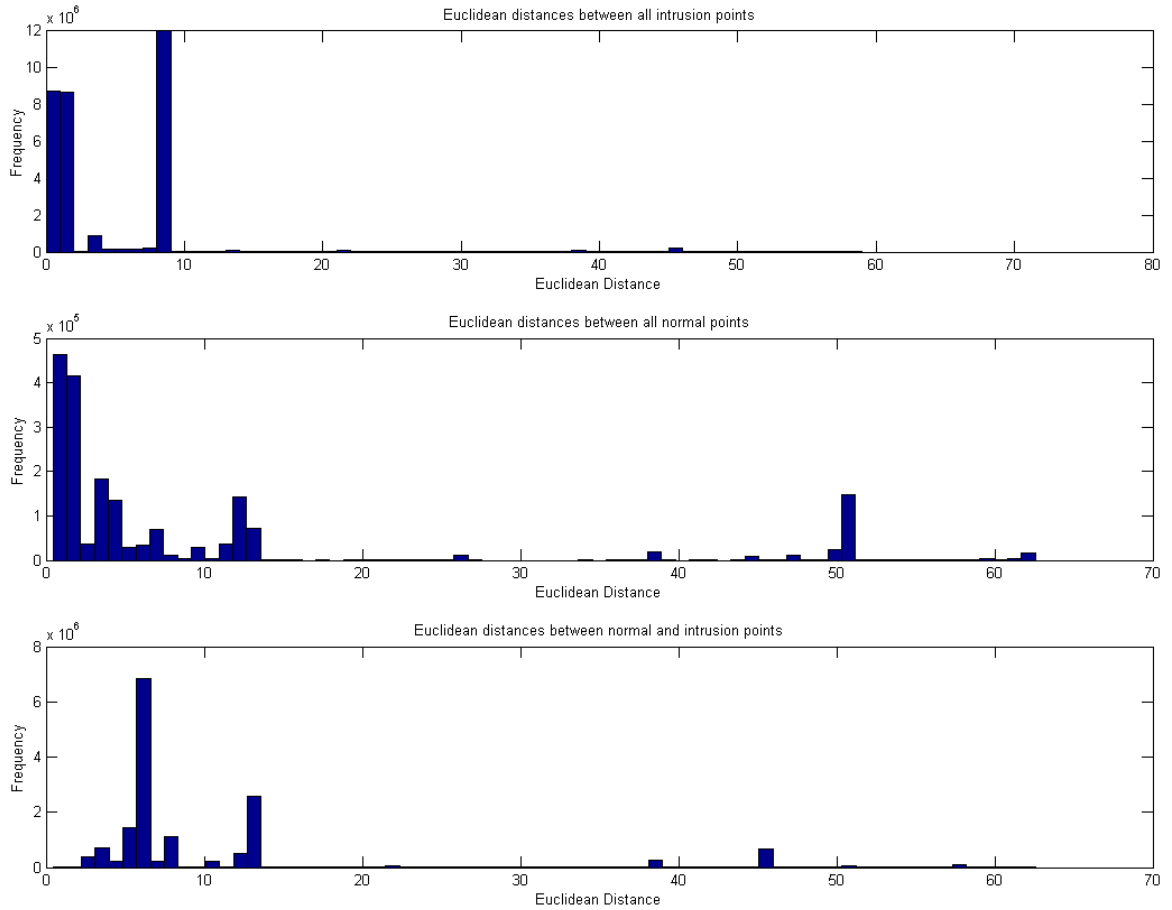 Euclidean distances between all intrusion points
x 10^6
12
10
8
6
4
2
0
Frequency
0 10 20 30 40 50 60 70 80
Euclidean Distance
Euclidean distances between all normal points
x 10^5
5
4
3
2
1
0
Frequency
0 10 20 30 40 50 60 70
Euclidean Distance
Euclidean distances between normal and intrusion points
x 10^6
8
6
4
2
0
Frequency
0 10 20 30 40 50 60 70
Euclidean Distance